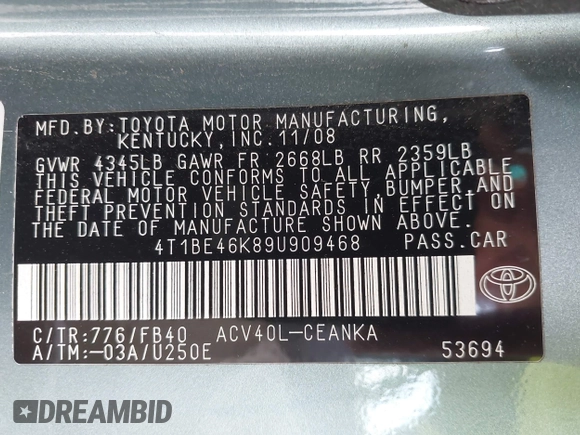 MFD.BY:TOYOTA MOTOR MANUFACTURING,
KENTUCKY, INC. 11/08
GVWR 4345LB GAWR FR 2668LB RR 2359LB
THIS VEHICLE CONFORMS TO ALL APPLICABLE
FEDERAL MOTOR VEHICLE SAFETY, BUMPER, AND
THEFT PREVENTION STANDARDS IN EFFECT ON
THE DATE OF MANUFACTURE SHOWN ABOVE.
4T1BE46K89U909468 PASS.CAR
C/TR:776/FB40 ACV40L-CEANKA
A/TM:-03A/U250E 53694
DREAMBID